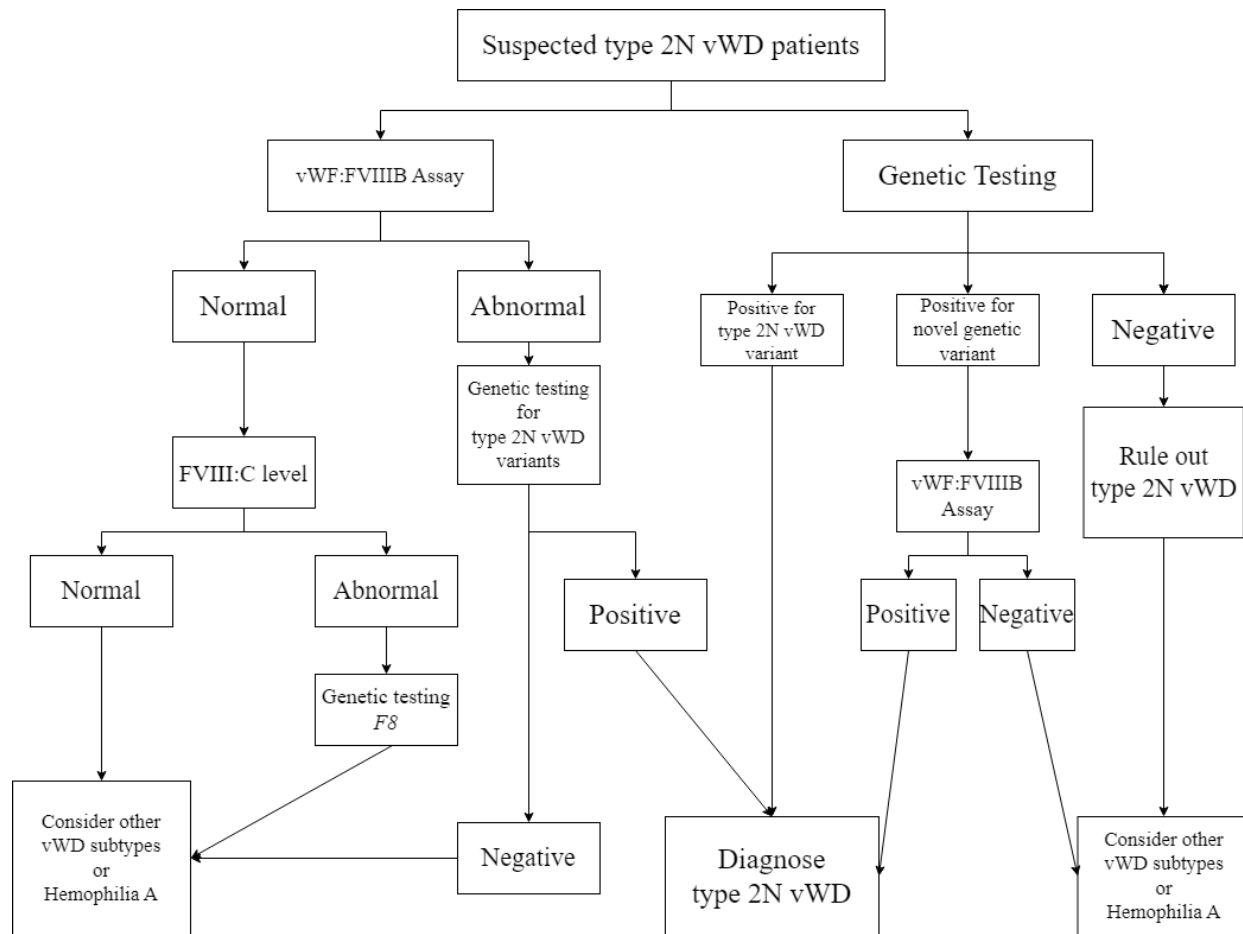 Suspected type 2N vWD patients
vWF:FVIIIB Assay
Genetic Testing
Normal
Abnormal
Positive for
type 2N vWD
variant
Positive for
novel genetic
variant
Negative
Genetic testing
for
type 2N vWD
variants
FVIII:C level
vWF:FVIIIB
Assay
Rule out
type 2N vWD
Normal
Abnormal
Positive
Positive
Negative
Genetic testing
F8
Consider other
vWD subtypes
or
Hemophilia A
Negative
Diagnose
type 2N vWD
Consider other
vWD subtypes
or
Hemophilia A